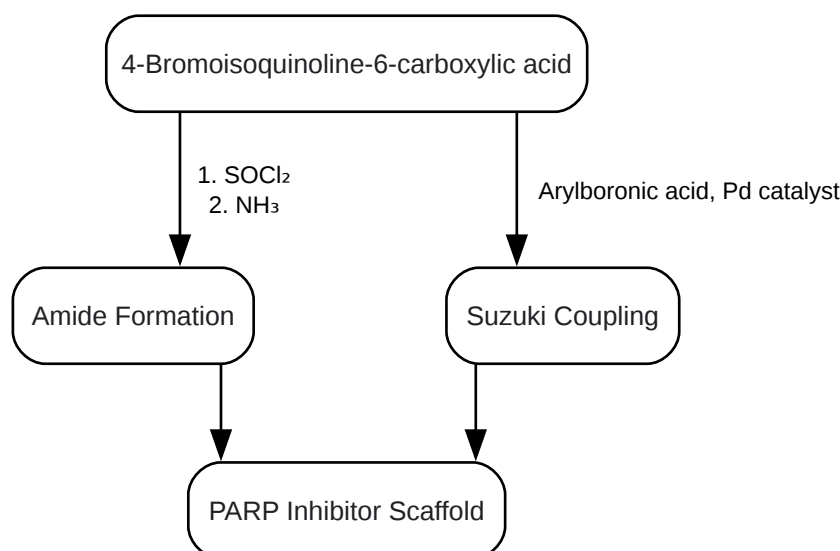 4-Bromoisoquinoline-6-carboxylic acid
1. SOCl₂
2. NH₃
Arylboronic acid, Pd catalyst
Amide Formation
Suzuki Coupling
PARP Inhibitor Scaffold